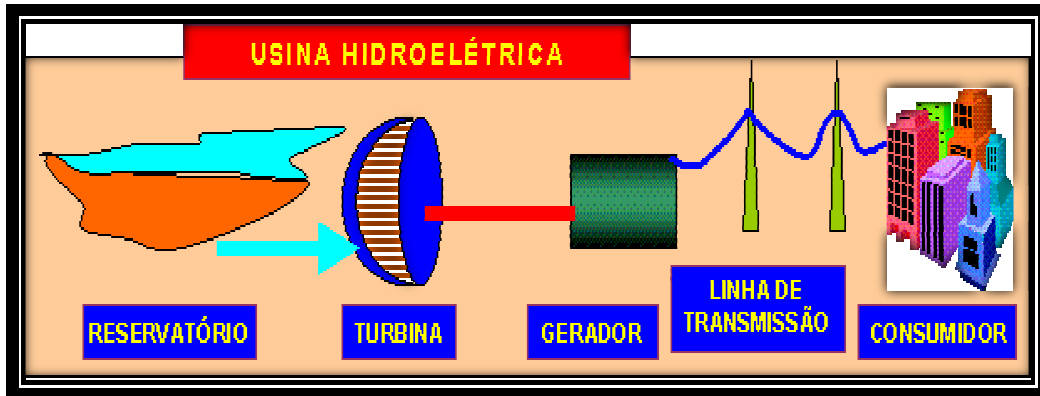 USINA HIDROELÉTRICA
RESERVATÓRIO
TURBINA
GERADOR
LINHA DE
TRANSMISSÃO
CONSUMIDOR